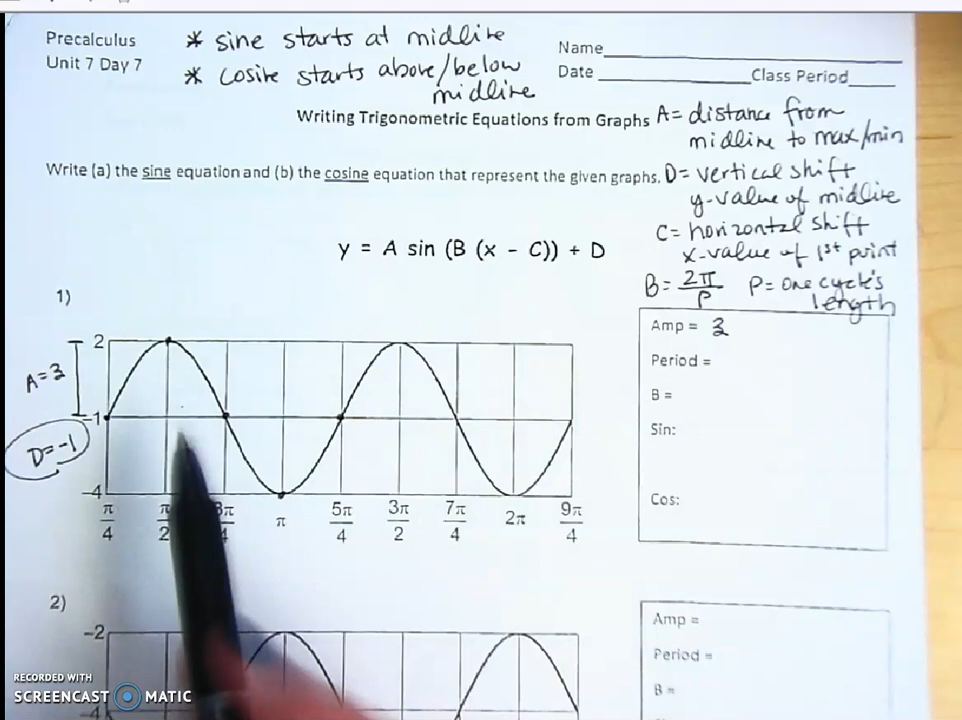 Precalculus
Unit 7 Day 7
* sine starts at midline
* cosine starts above/below
midline
Name
Date Class Period
Writing Trigonometric Equations from Graphs
A= distance from
midline to max/min
Write (a) the sine equation and (b) the cosine equation that represent the given graphs.
D= vertical shift
y-value of midline
C= horizontal shift
x-value of 1st point
y = A sin (B (x - C)) + D
B= 2π/P P= one cycle's
length
1)
Amp = 3
Period =
B =
Sin:
Cos:
2
A=3
-1
D=-1
-4
π/4 π/2 3π/4 π 5π/4 3π/2 7π/4 2π 9π/4
2)
-2
-4
Amp =
Period =
B =
RECORDED WITH
SCREENCAST MATIC